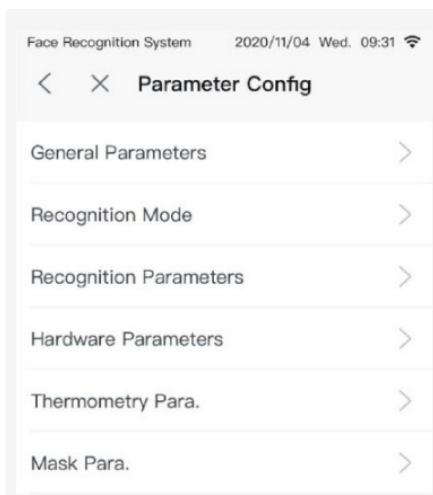 Face Recognition System 2020/11/04 Wed. 09:31
Parameter Config
General Parameters
Recognition Mode
Recognition Parameters
Hardware Parameters
Thermometry Para.
Mask Para.